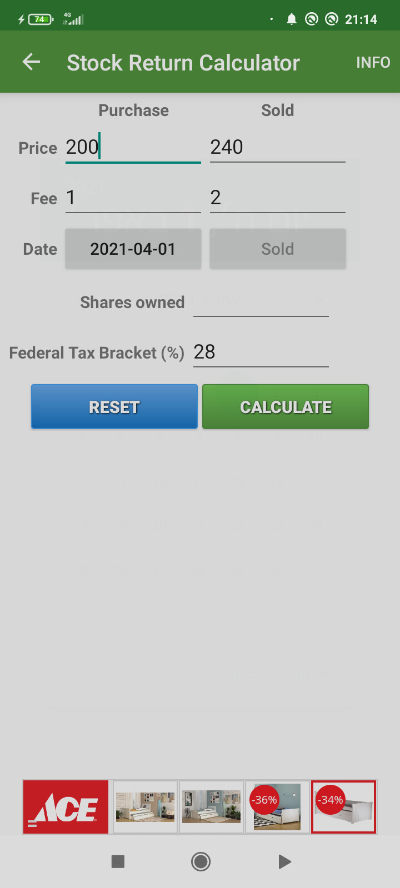 74 4G 21:14
Stock Return Calculator INFO
Purchase Sold
Price 200 240
Fee 1 2
Date 2021-04-01 Sold
Shares owned
Federal Tax Bracket (%) 28
RESET CALCULATE
ACE -36% -34%